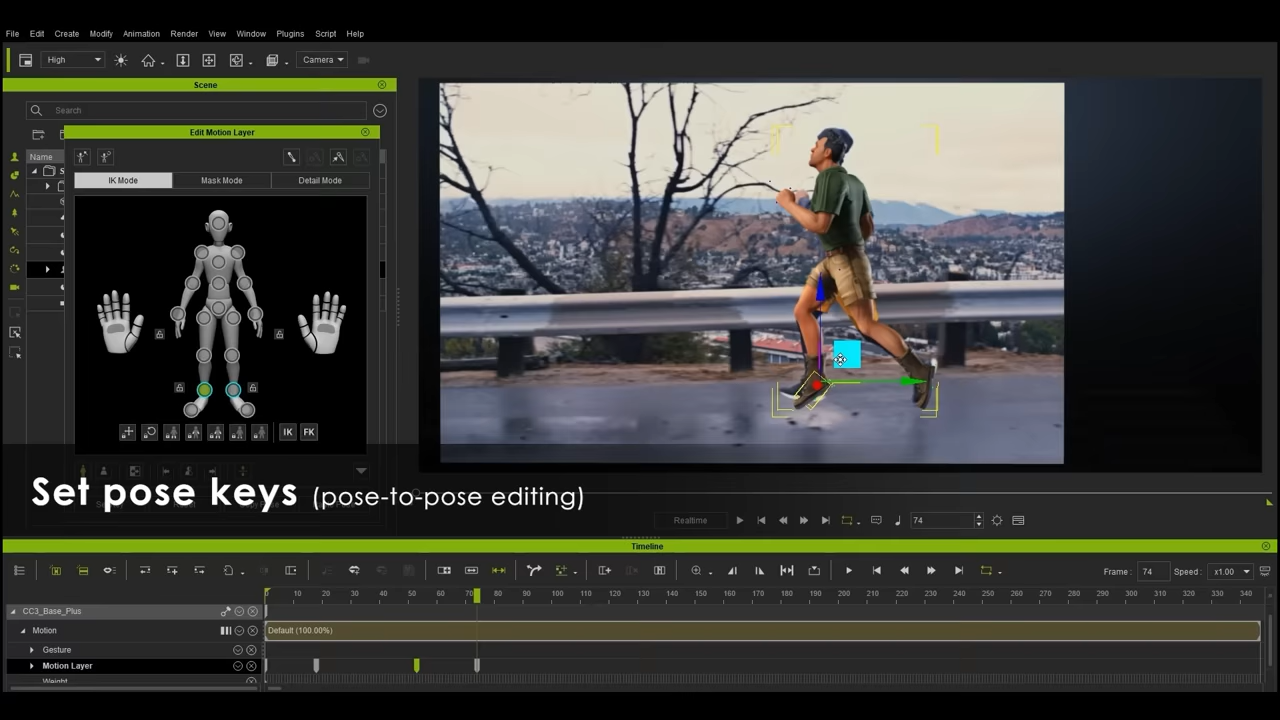 File Edit Create Modify Animation Render View Window Plugins Script Help
High Camera
Scene
Search
Edit Motion Layer
Name
IK Mode Mask Mode Detail Mode
IK FK
Set pose keys (pose-to-pose editing)
Realtime 74
Timeline
Frame : 74 Speed : x1.00
10 20 30 40 50 60 70 80 90 100 110 120 130 140 150 160 170 180 190 200 210 220 230 240 250 260 270 280 290 300 310 320 330 340
CC3_Base_Plus
Motion Default (100.00%)
Gesture
Motion Layer
Weight